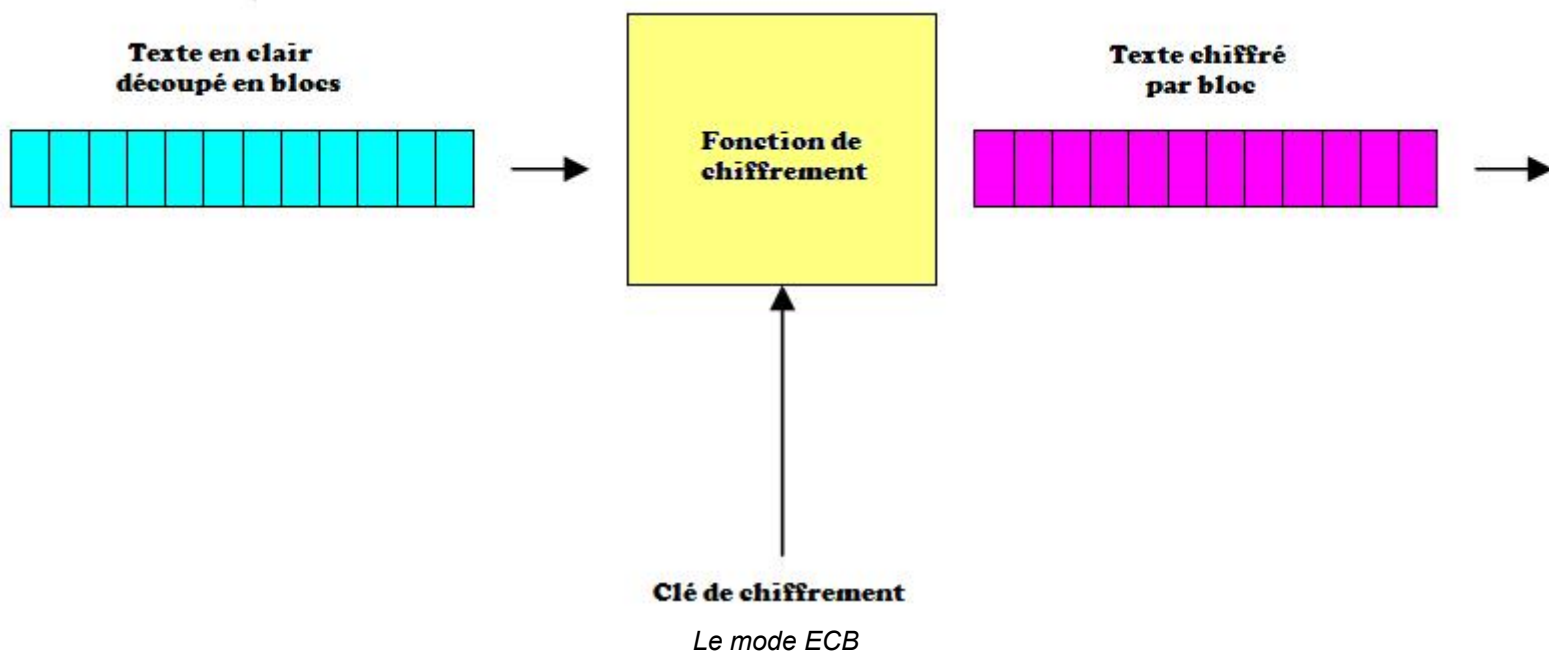 Texte en clair
découpé en blocs
Fonction de
chiffrement
Texte chiffré
par bloc
Clé de chiffrement
Le mode ECB